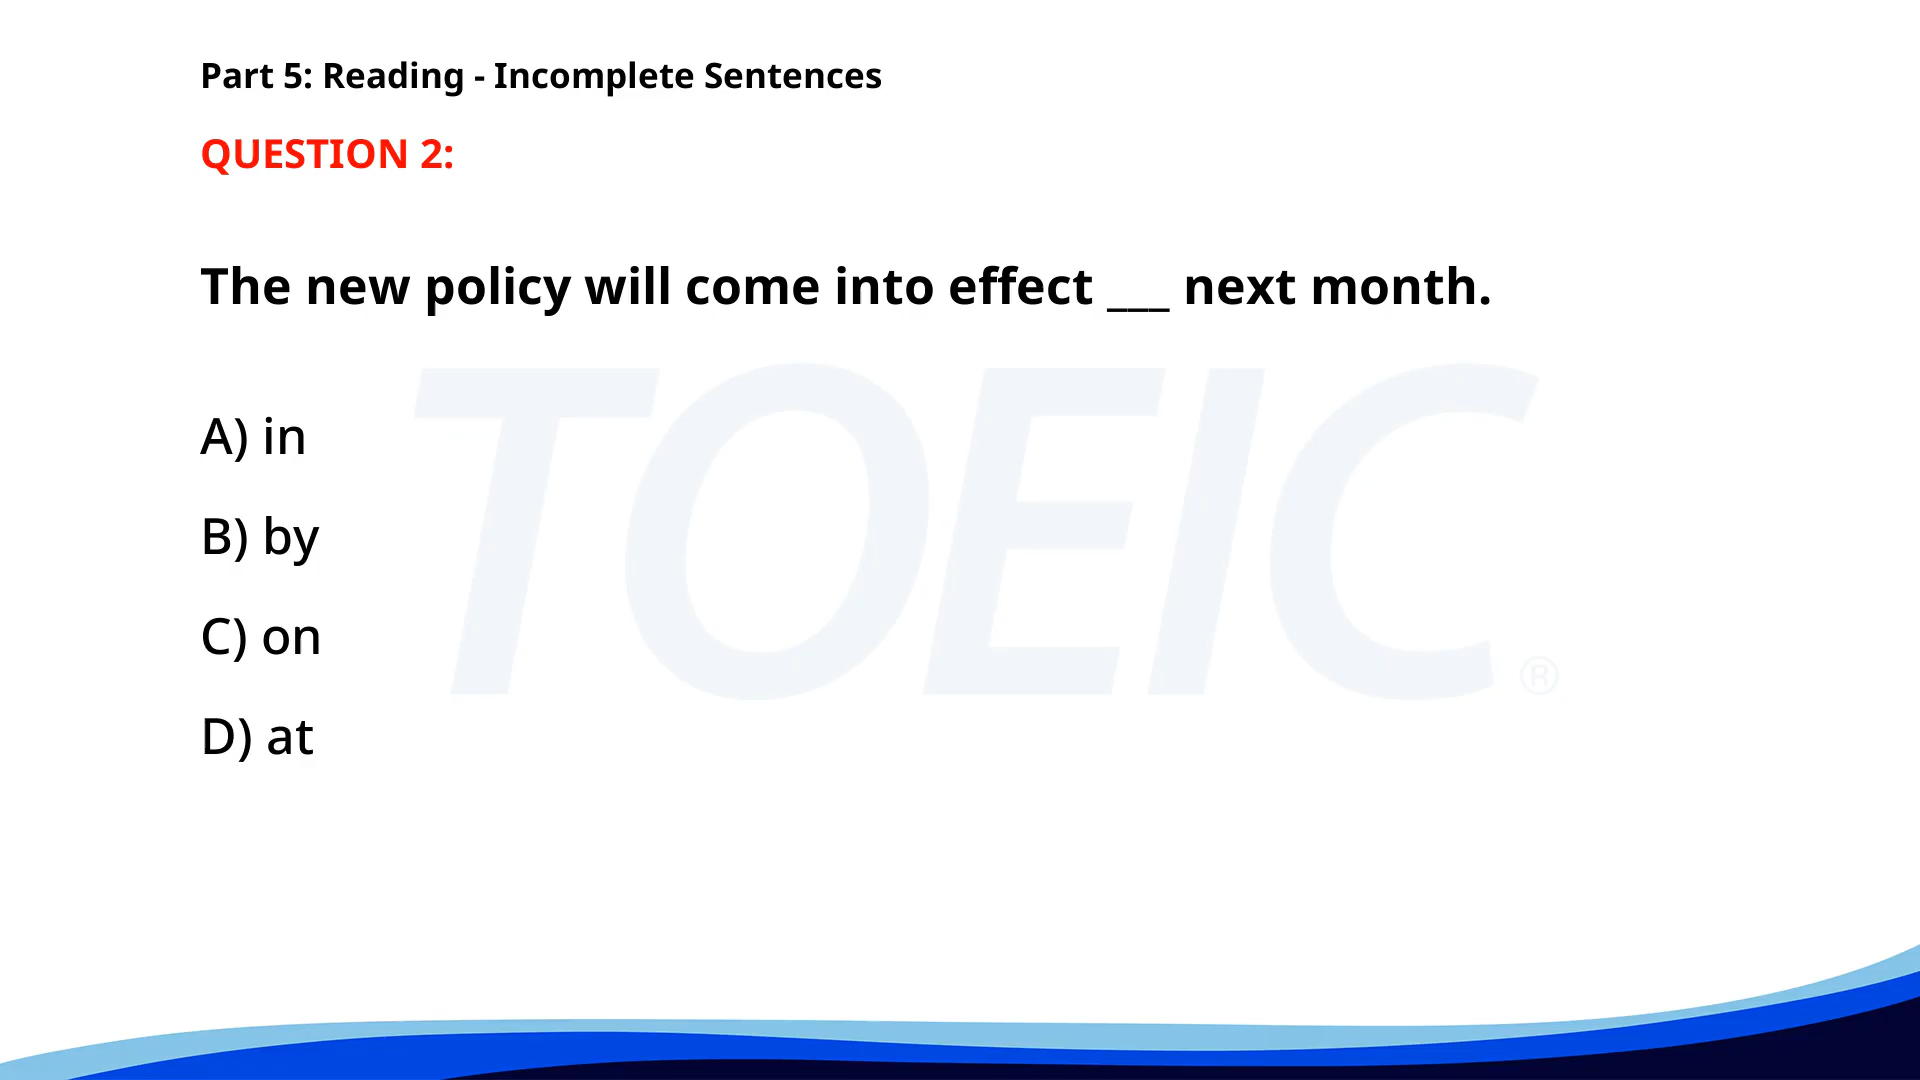 Part 5: Reading - Incomplete Sentences
QUESTION 2:
The new policy will come into effect ___ next month.
TOEIC®
A) in
B) by
C) on
D) at